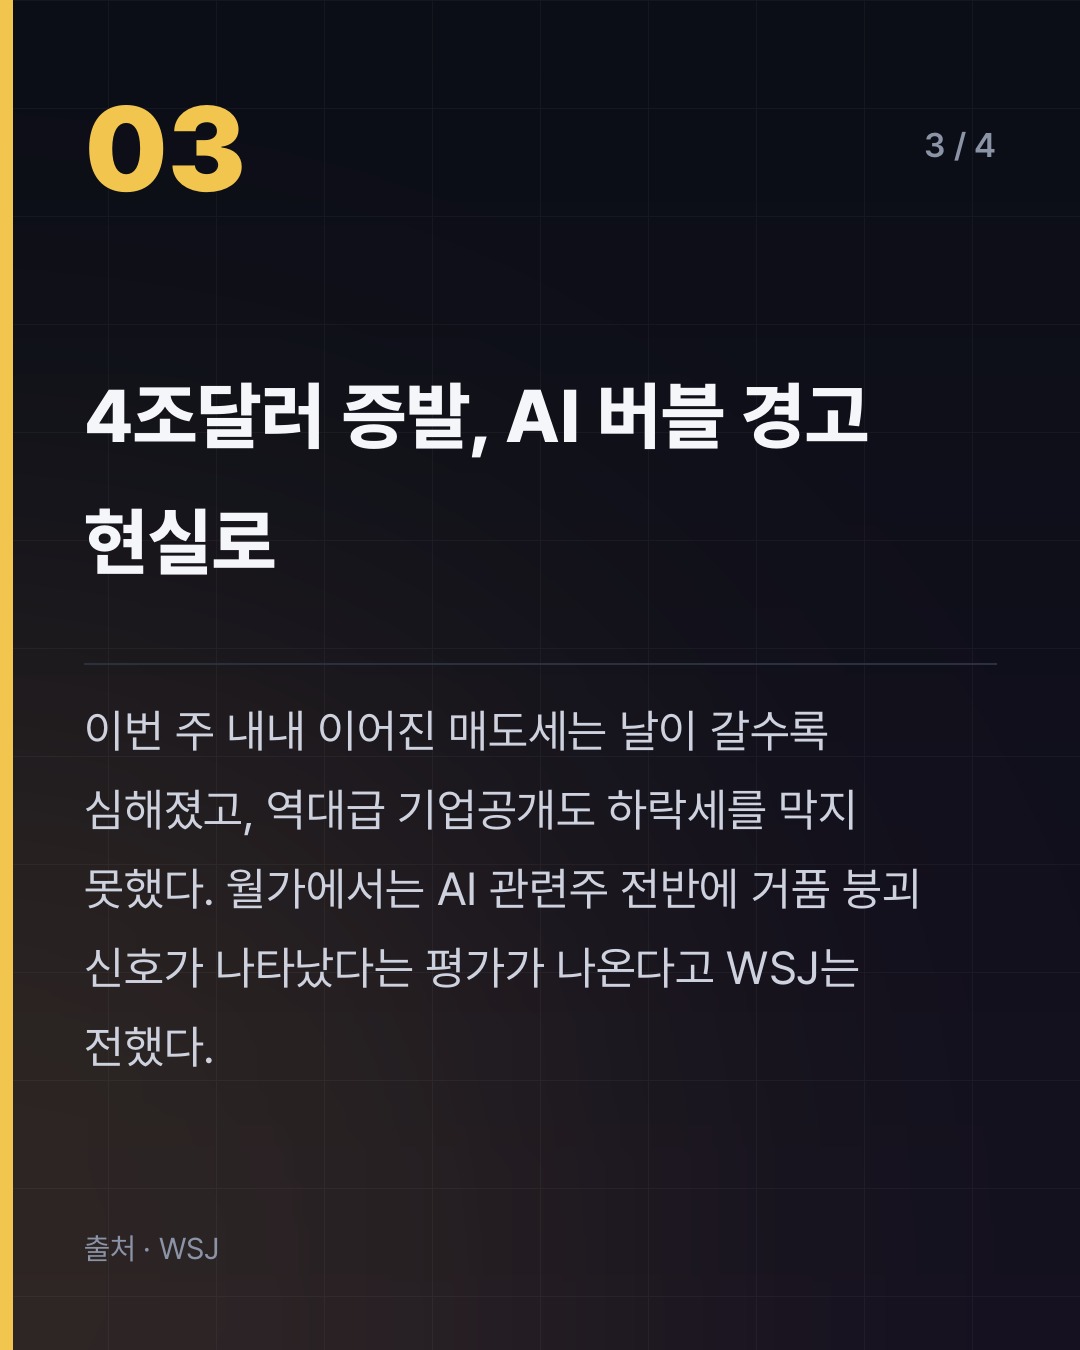 03
3 / 4
4조달러 증발, AI 버블 경고
현실로
이번 주 내내 이어진 매도세는 날이 갈수록
심해졌고, 역대급 기업공개도 하락세를 막지
못했다. 월가에서는 AI 관련주 전반에 거품 붕괴
신호가 나타났다는 평가가 나온다고 WSJ는
전했다.
출처 · WSJ